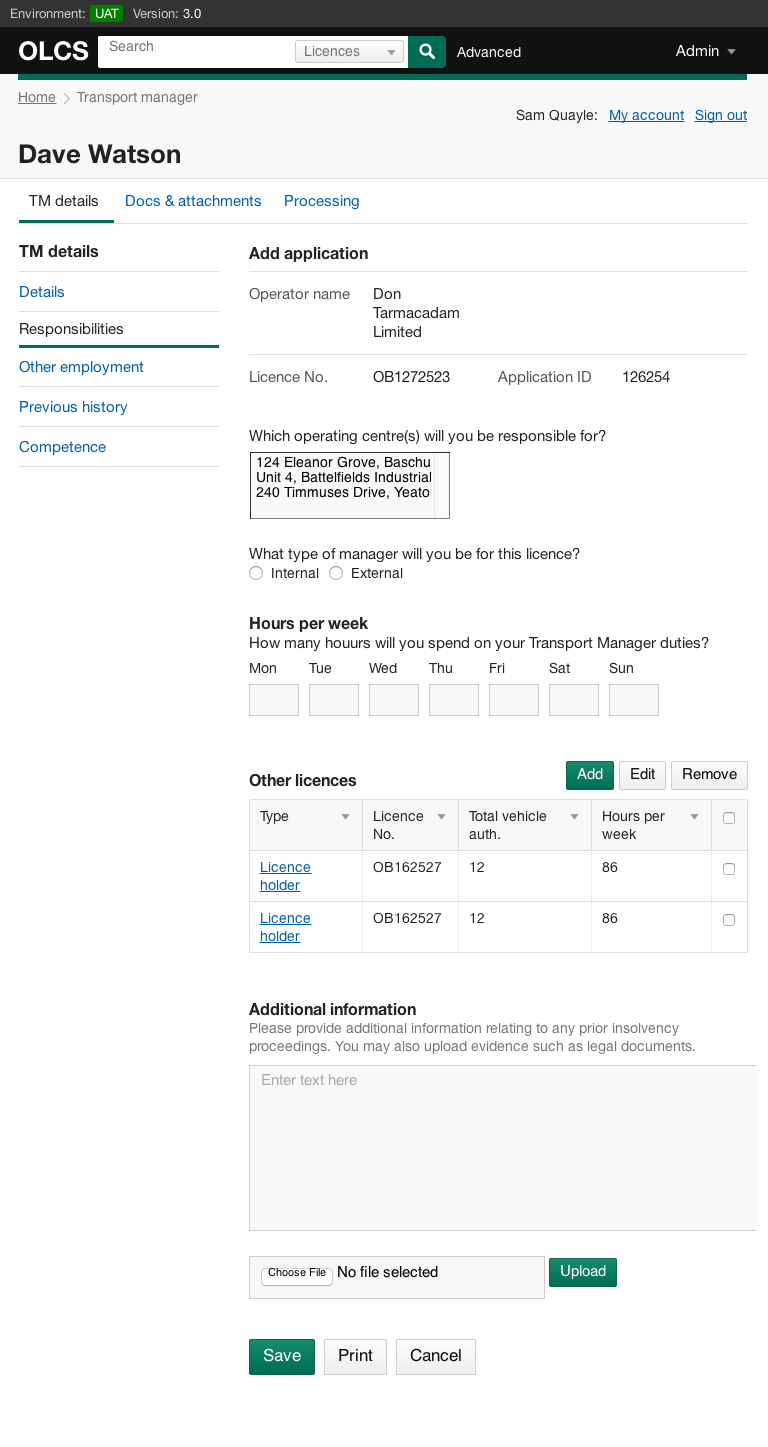 Environment: UAT Version: 3.0
OLCS Search Licences Advanced Admin
Home Transport manager
Sam Quayle: My account Sign out
Dave Watson
TM details Docs & attachments Processing
TM details
Details
Responsibilities
Other employment
Previous history
Competence
Add application
Operator name Don
Tarmacadam
Limited
Licence No. OB1272523 Application ID 126254
Which operating centre(s) will you be responsible for?
124 Eleanor Grove, Baschu
Unit 4, Battelfields Industrial
240 Timmuses Drive, Yeato
What type of manager will you be for this licence?
Internal External
Hours per week
How many houurs will you spend on your Transport Manager duties?
Mon Tue Wed Thu Fri Sat Sun
Other licences Add Edit Remove
Type Licence Total vehicle Hours per
No. auth. week
Licence OB162527 12 86
holder
Licence OB162527 12 86
holder
Additional information
Please provide additional information relating to any prior insolvency
proceedings. You may also upload evidence such as legal documents.
Enter text here
Choose File No file selected Upload
Save Print Cancel